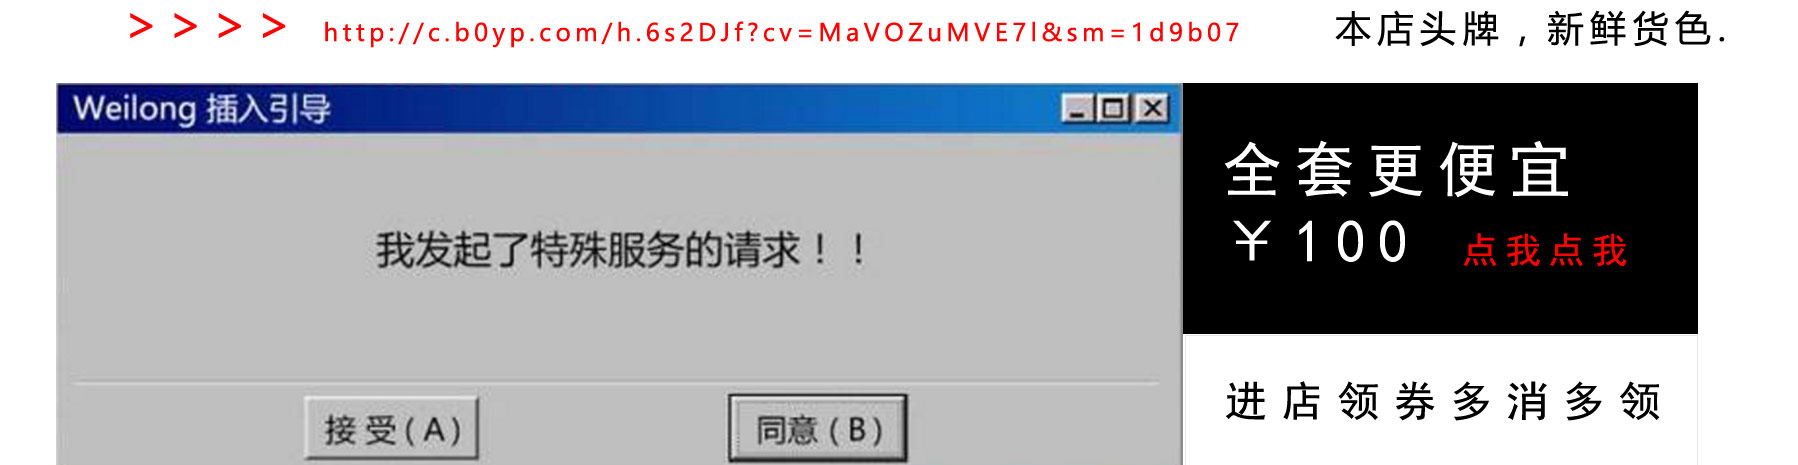 >>>> http://c.b0yp.com/h.6s2DJf?cv=MaVOZuMVE7l&sm=1d9b07 本店头牌，新鲜货色.
Weilong 插入引导
我发起了特殊服务的请求！！
接 受 ( A )
同意 ( B )
全套更便宜
￥100 点我点我
进店领券多消多领